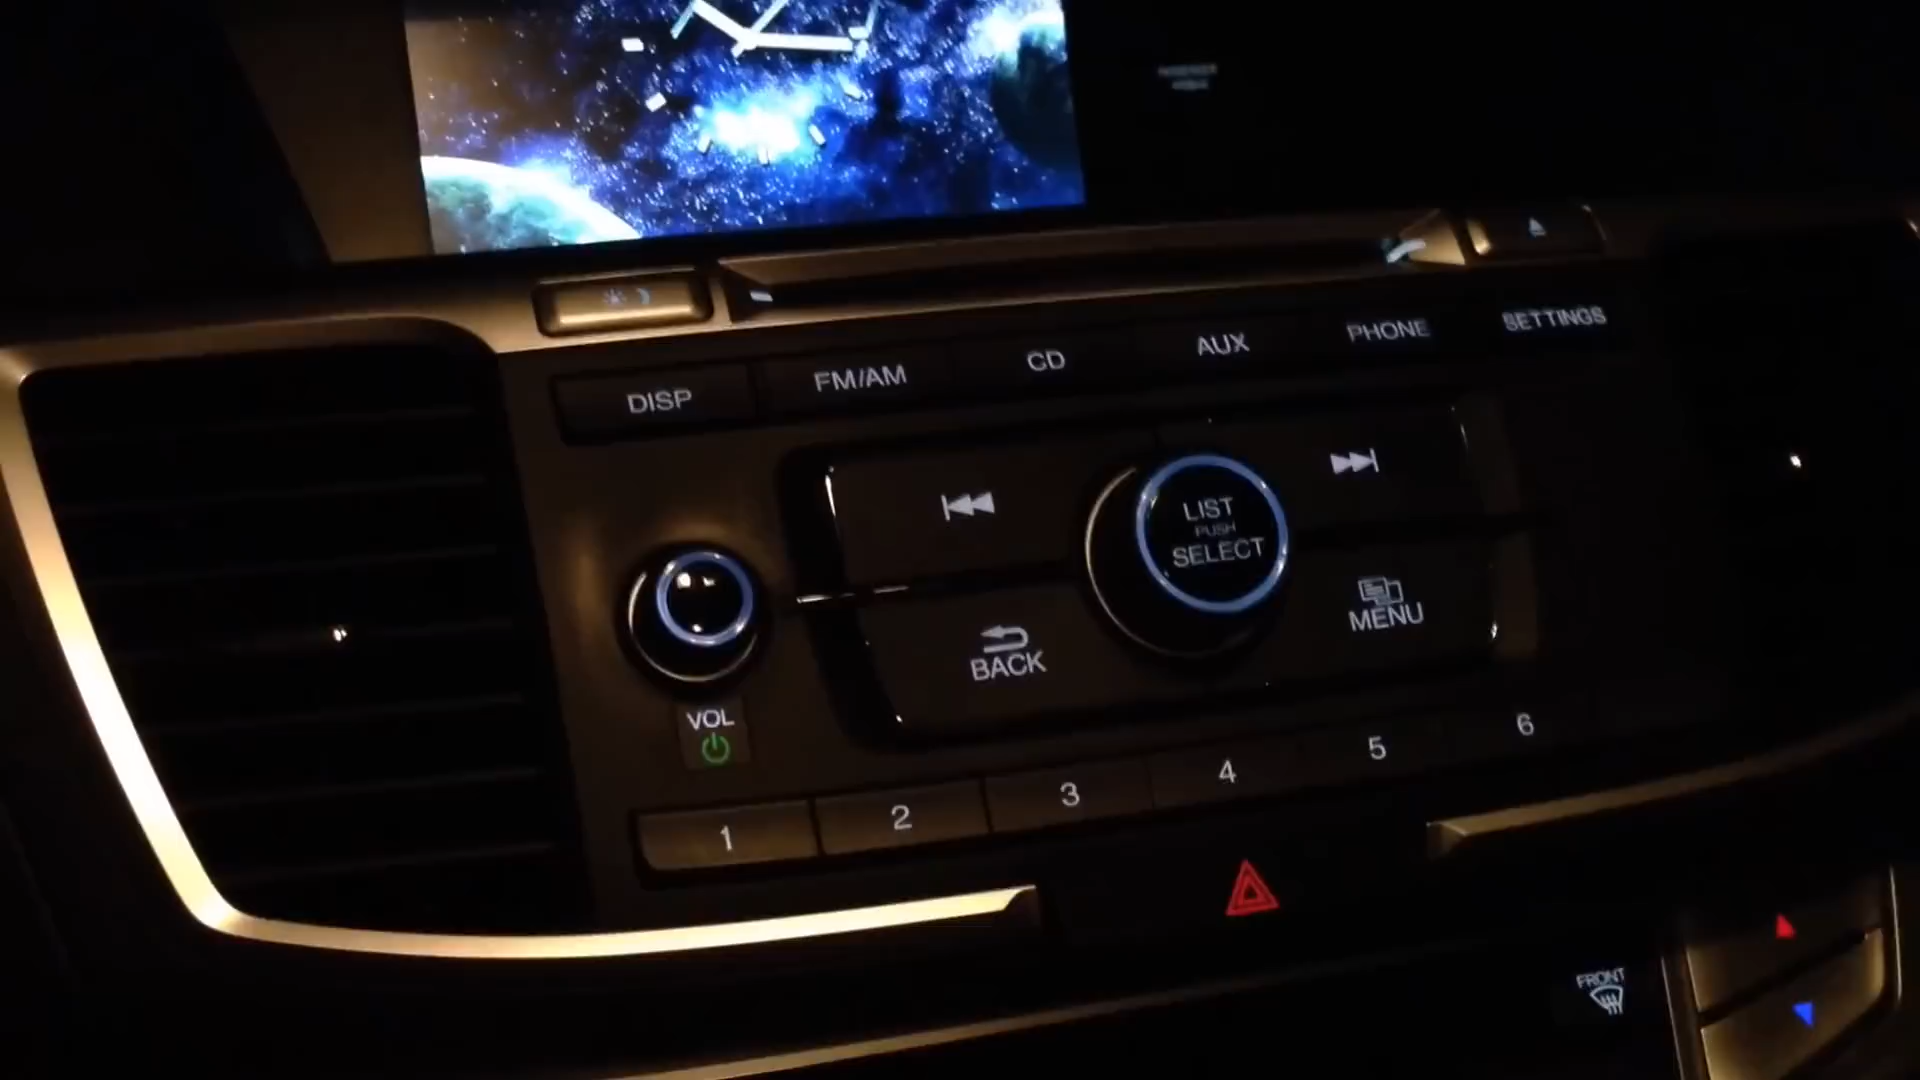 DISP
FM/AM
CD
AUX
PHONE
SETTINGS
LIST
PUSH
SELECT
BACK
MENU
VOL
1
2
3
4
5
6
FRONT